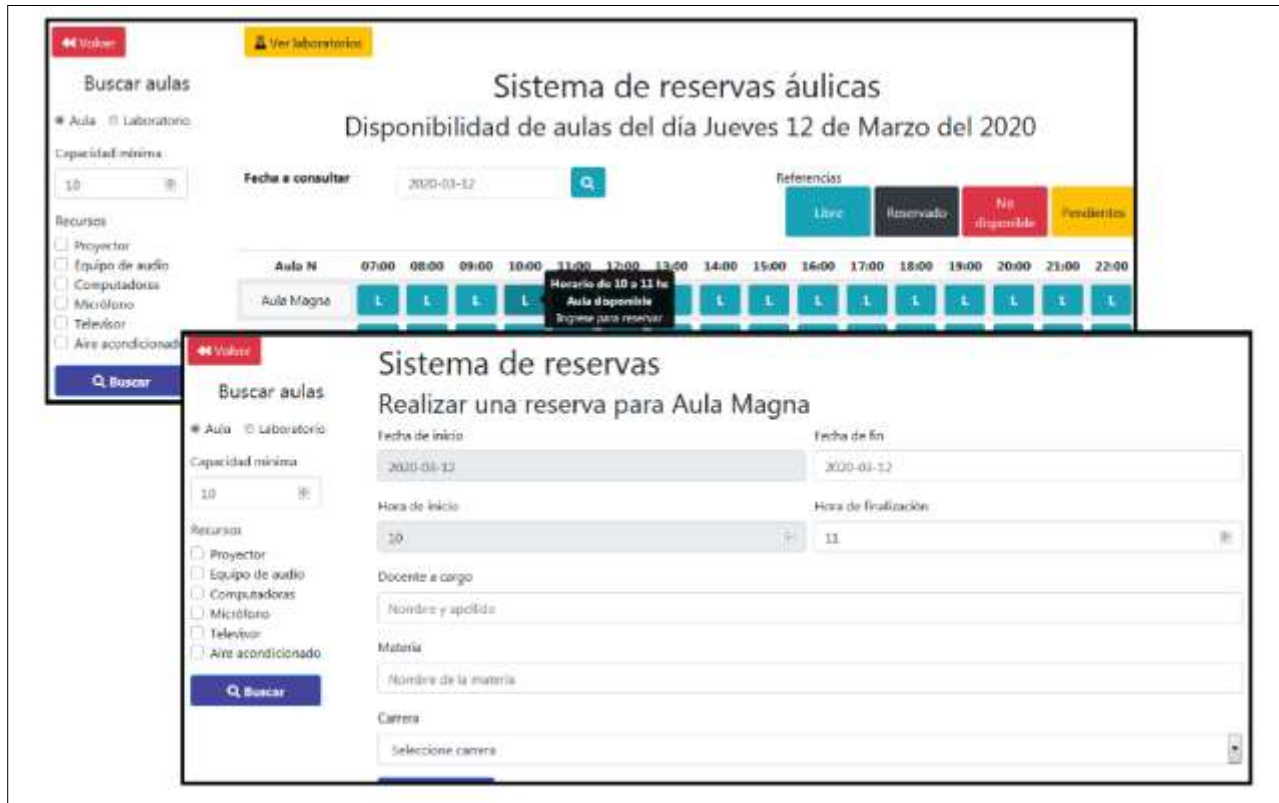 Volver
Ver laboratorios
Buscar aulas
Aula Laboratorio
Capacidad mínima
10
Recursos
Proyector
Equipo de audio
Computadoras
Micrófono
Televisor
Aire acondicionado
Buscar
Sistema de reservas áulicas
Disponibilidad de aulas del día Jueves 12 de Marzo del 2020
Fecha a consultar
2020-03-12
Referencias
Libre
Reservado
No
disponible
Pendientes
Aula N 07:00 08:00 09:00 10:00 11:00 12:00 13:00 14:00 15:00 16:00 17:00 18:00 19:00 20:00 21:00 22:00
Aula Magna L L L L L L L L L L L L L
Horario de 10 a 11 hs
Aula disponible
Ingrese para reservar
Volver
Buscar aulas
Aula Laboratorio
Capacidad mínima
10
Recursos
Proyector
Equipo de audio
Computadoras
Micrófono
Televisor
Aire acondicionado
Buscar
Sistema de reservas
Realizar una reserva para Aula Magna
Fecha de inicio
2020-03-12
Fecha de fin
2020-03-12
Hora de inicio
10
Hora de finalización
11
Docente a cargo
Nombre y apellido
Materia
Nombre de la materia
Carrera
Seleccione carrera